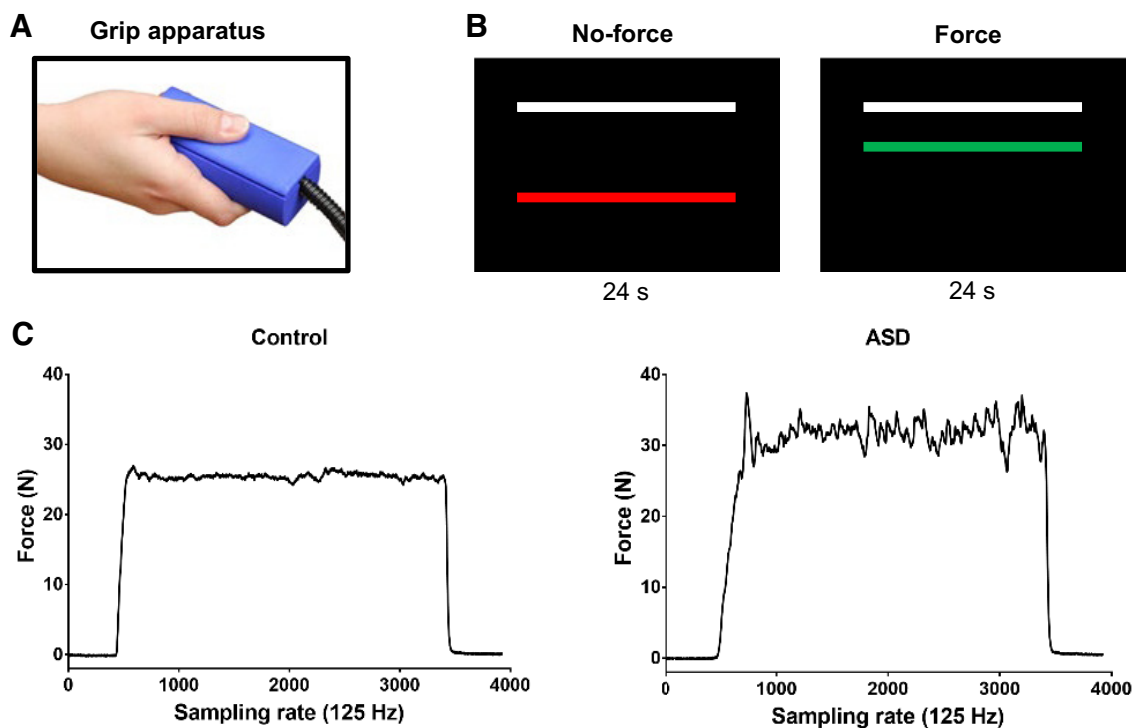 A
Grip apparatus
B
No-force
Force
24 s
24 s
C
Control
ASD
40
30
20
10
0
Force (N)
0
1000
2000
3000
4000
Sampling rate (125 Hz)
40
30
20
10
0
Force (N)
0
1000
2000
3000
4000
Sampling rate (125 Hz)